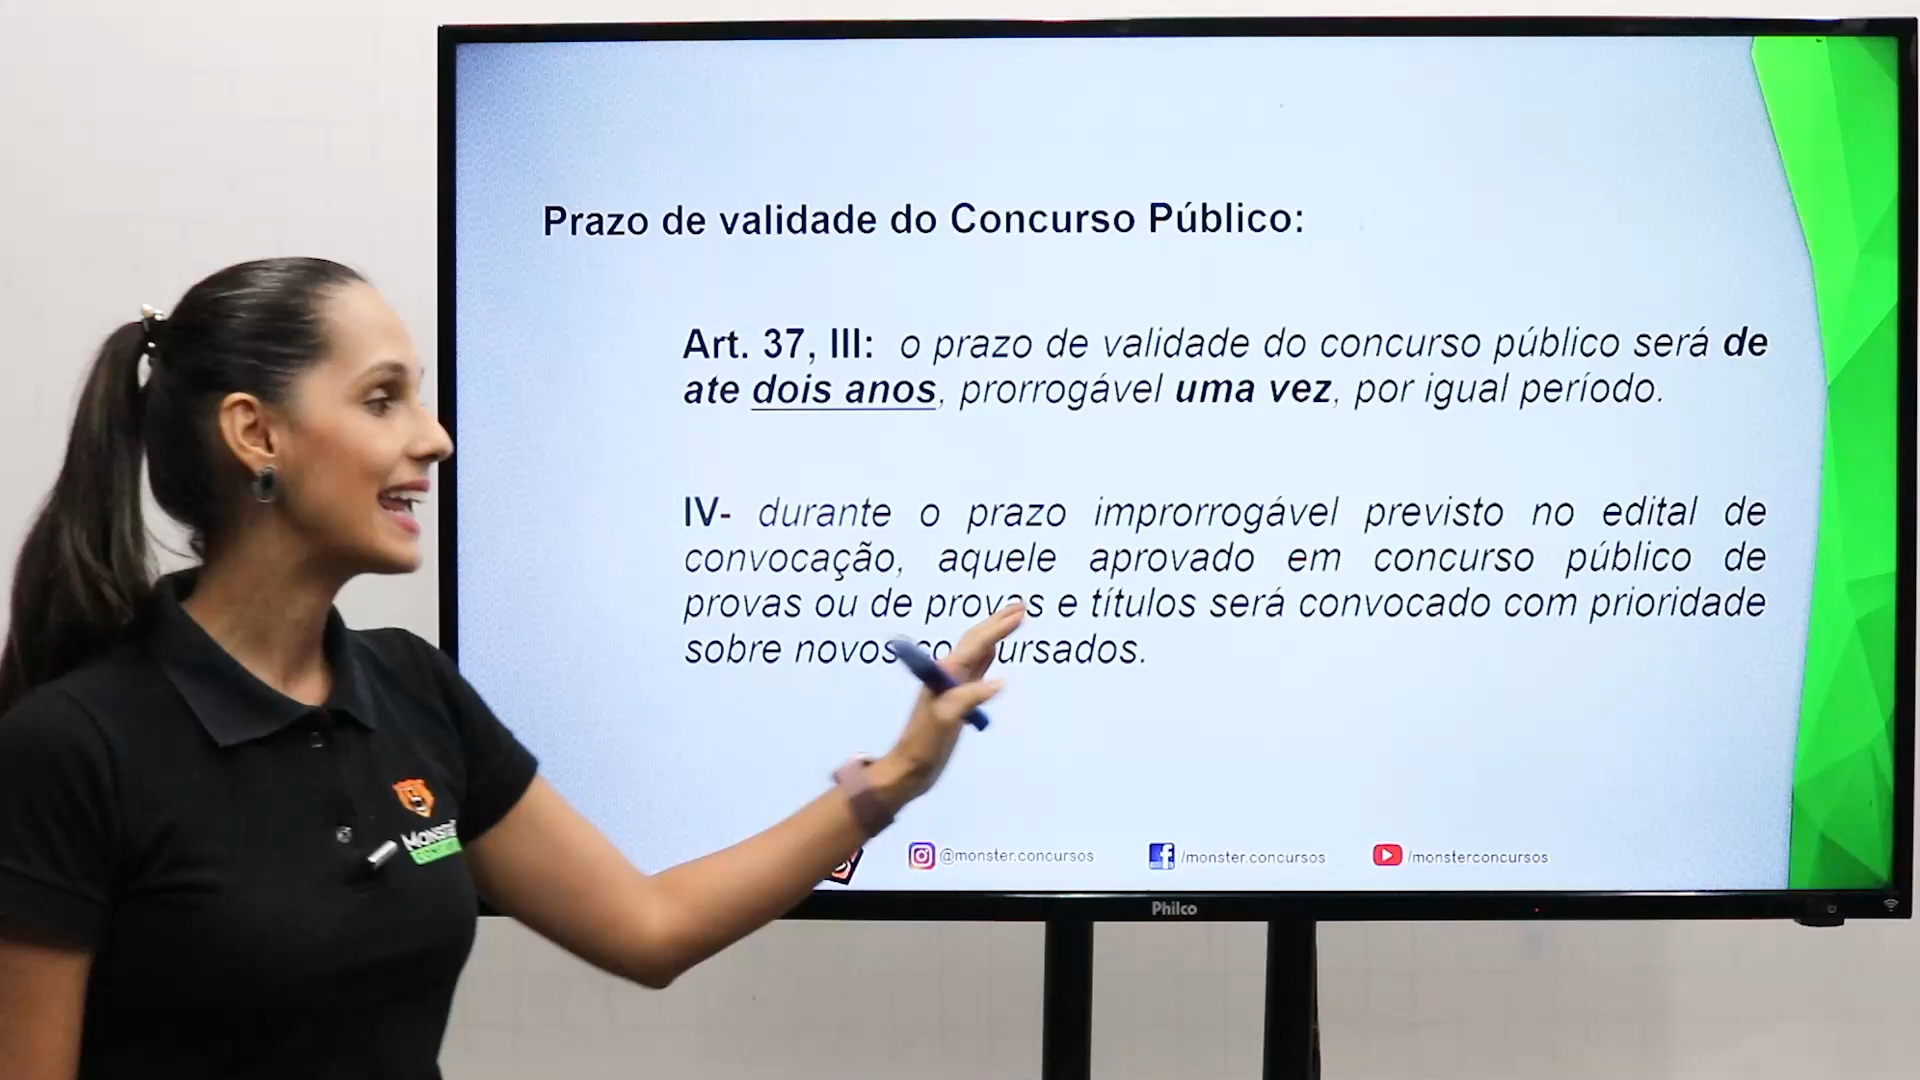 Prazo de validade do Concurso Público:
Art. 37, III: o prazo de validade do concurso público será de
ate dois anos, prorrogável uma vez, por igual período.
IV- durante o prazo improrrogável previsto no edital de
convocação, aquele aprovado em concurso público de
provas ou de provas e títulos será convocado com prioridade
sobre novos concursados.
@monster.concursos /monster.concursos /monsterconcursos
Philco